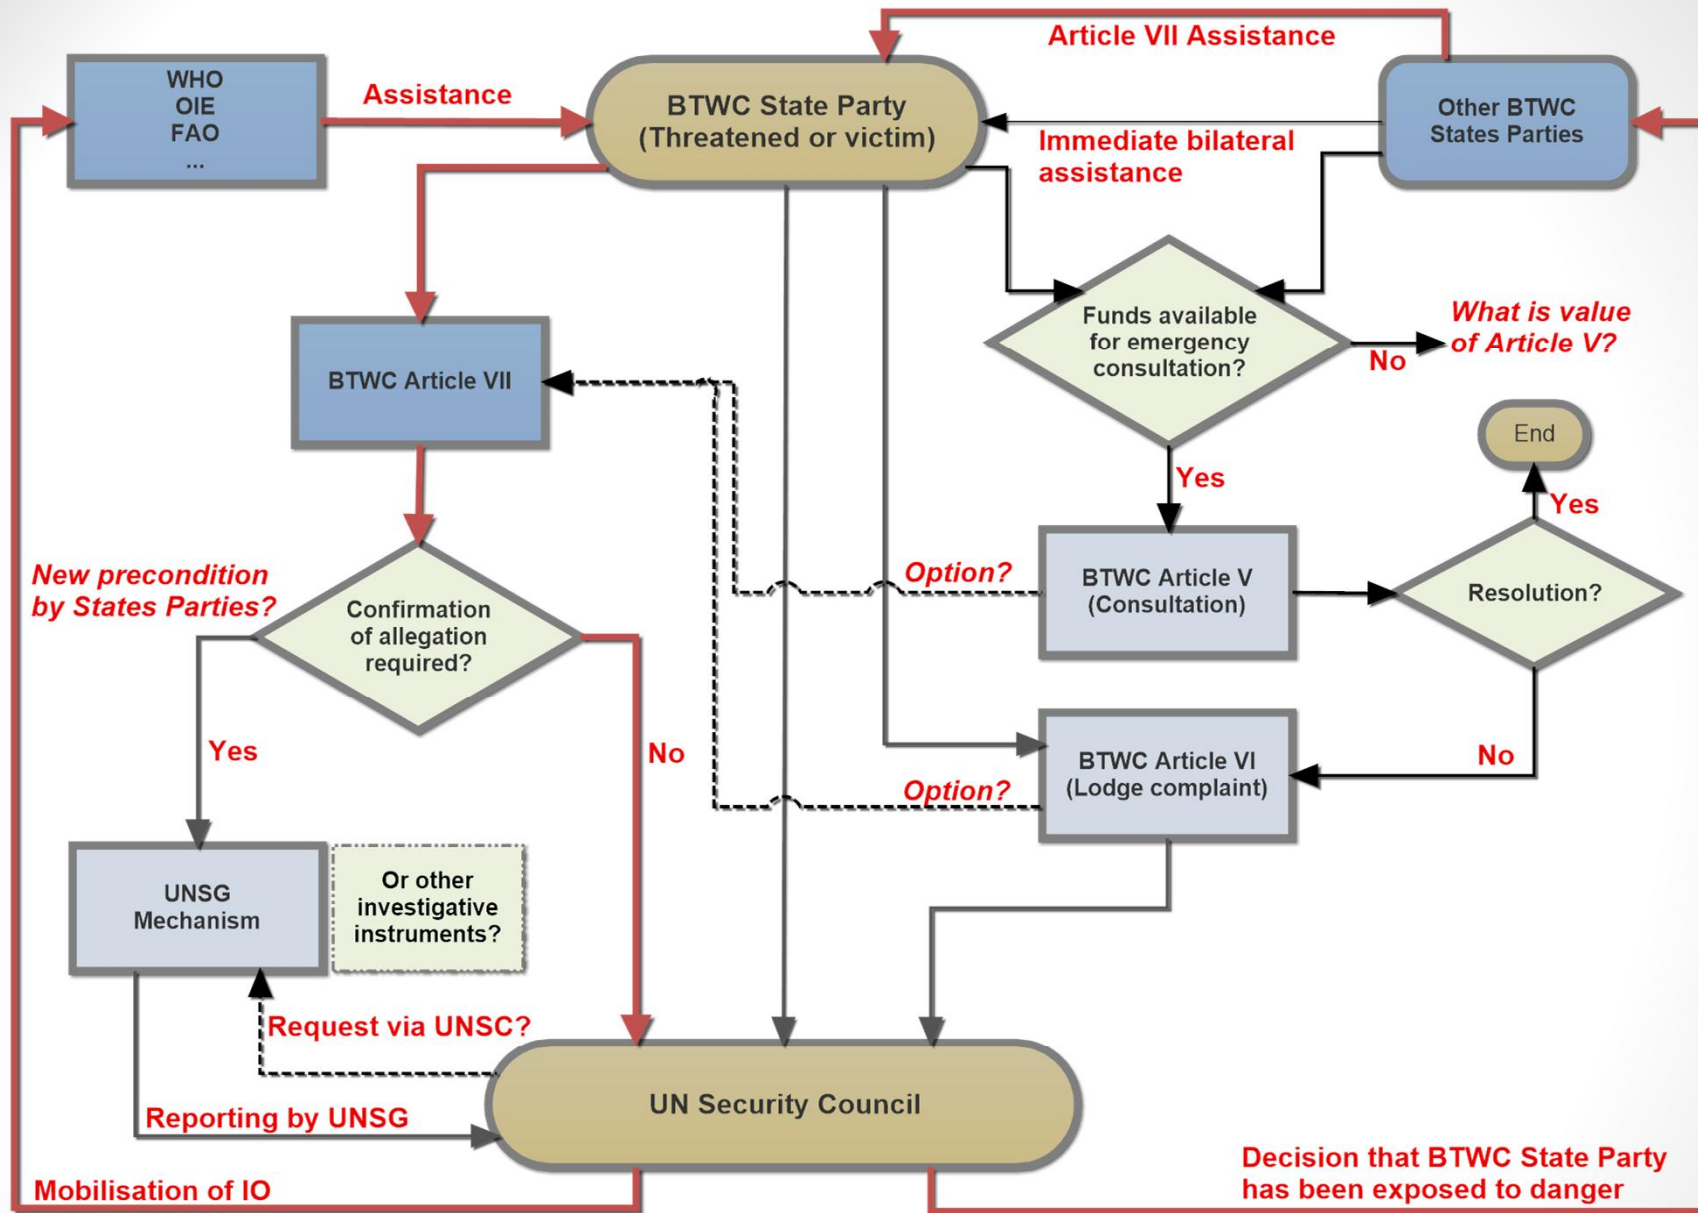 Article VII Assistance
WHO
OIE
FAO
...
Assistance
BTWC State Party
(Threatened or victim)
Other BTWC
States Parties
Immediate bilateral
assistance
Funds available
for emergency
consultation?
What is value
of Article V?
No
BTWC Article VII
End
Yes
Yes
New precondition
by States Parties?
Confirmation
of allegation
required?
Option?
BTWC Article V
(Consultation)
Resolution?
Yes
No
Option?
BTWC Article VI
(Lodge complaint)
No
UNSG
Mechanism
Or other
investigative
instruments?
Request via UNSC?
UN Security Council
Reporting by UNSG
Mobilisation of IO
Decision that BTWC State Party
has been exposed to danger